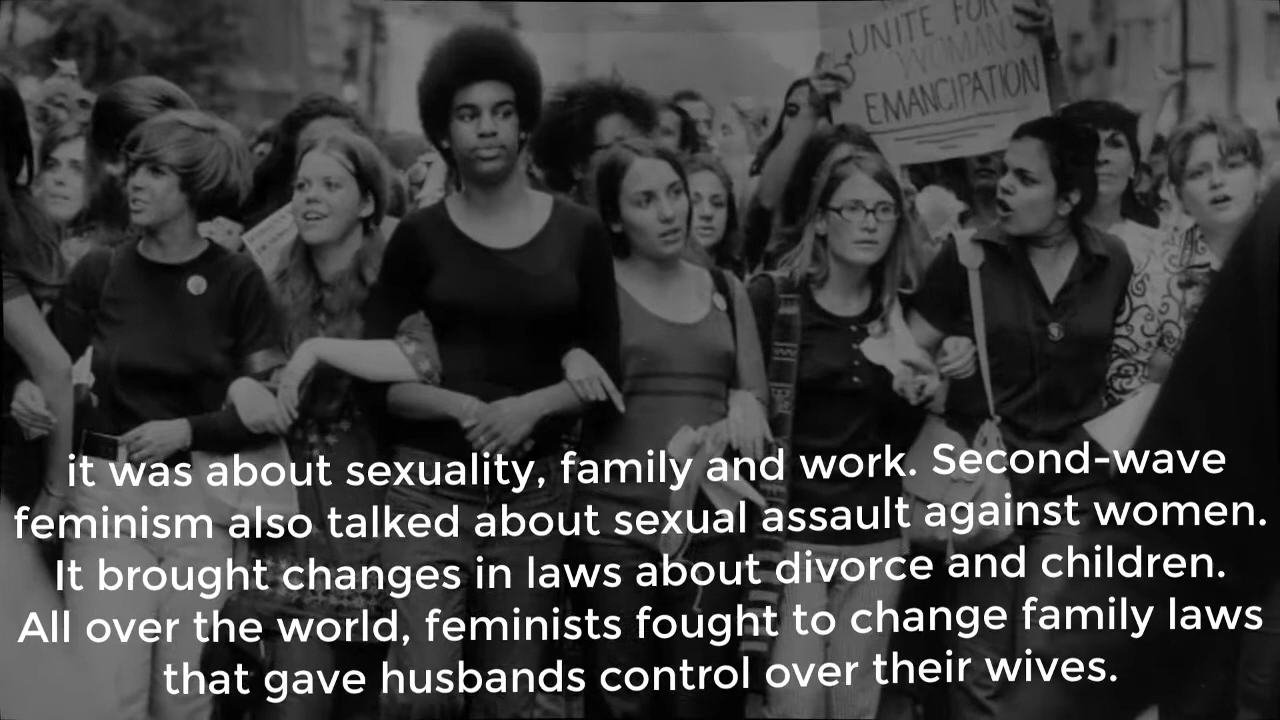 UNITE FOR
WOMAN'S
EMANCIPATION
it was about sexuality, family and work. Second-wave
feminism also talked about sexual assault against women.
It brought changes in laws about divorce and children.
All over the world, feminists fought to change family laws
that gave husbands control over their wives.